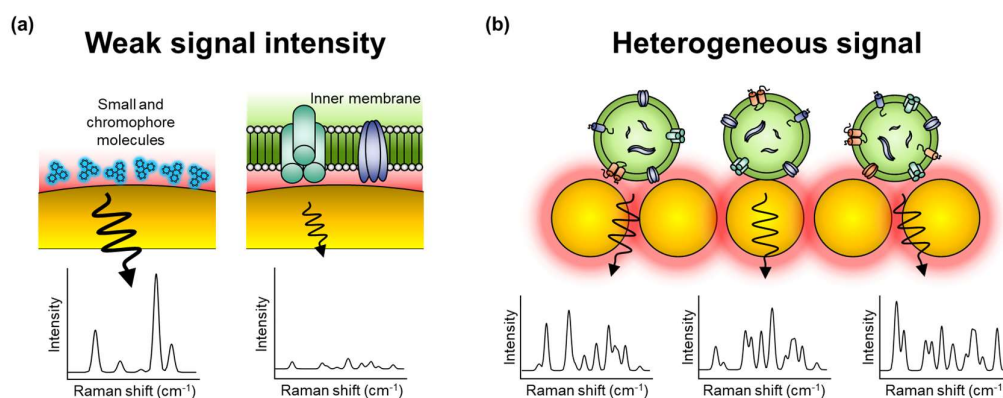 (a)
Weak signal intensity
Small and
chromophore
molecules
Inner membrane
Intensity
Raman shift (cm⁻¹)
Intensity
Raman shift (cm⁻¹)
(b)
Heterogeneous signal
Intensity
Raman shift (cm⁻¹)
Intensity
Raman shift (cm⁻¹)
Intensity
Raman shift (cm⁻¹)